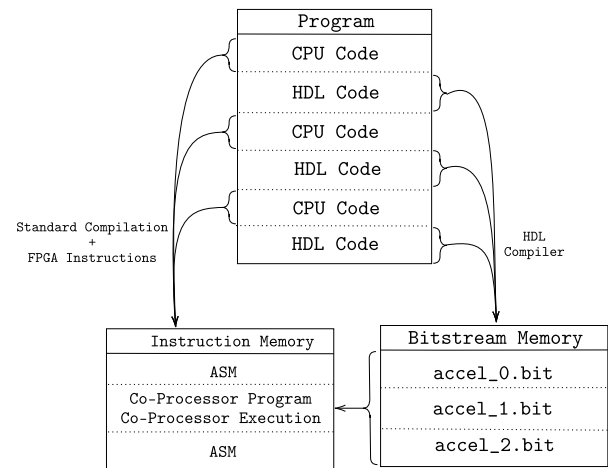 Program
CPU Code
HDL Code
CPU Code
HDL Code
CPU Code
HDL Code
Standard Compilation
+
FPGA Instructions
HDL
Compiler
Instruction Memory
ASM
Co-Processor Program
Co-Processor Execution
ASM
Bitstream Memory
accel_0.bit
accel_1.bit
accel_2.bit